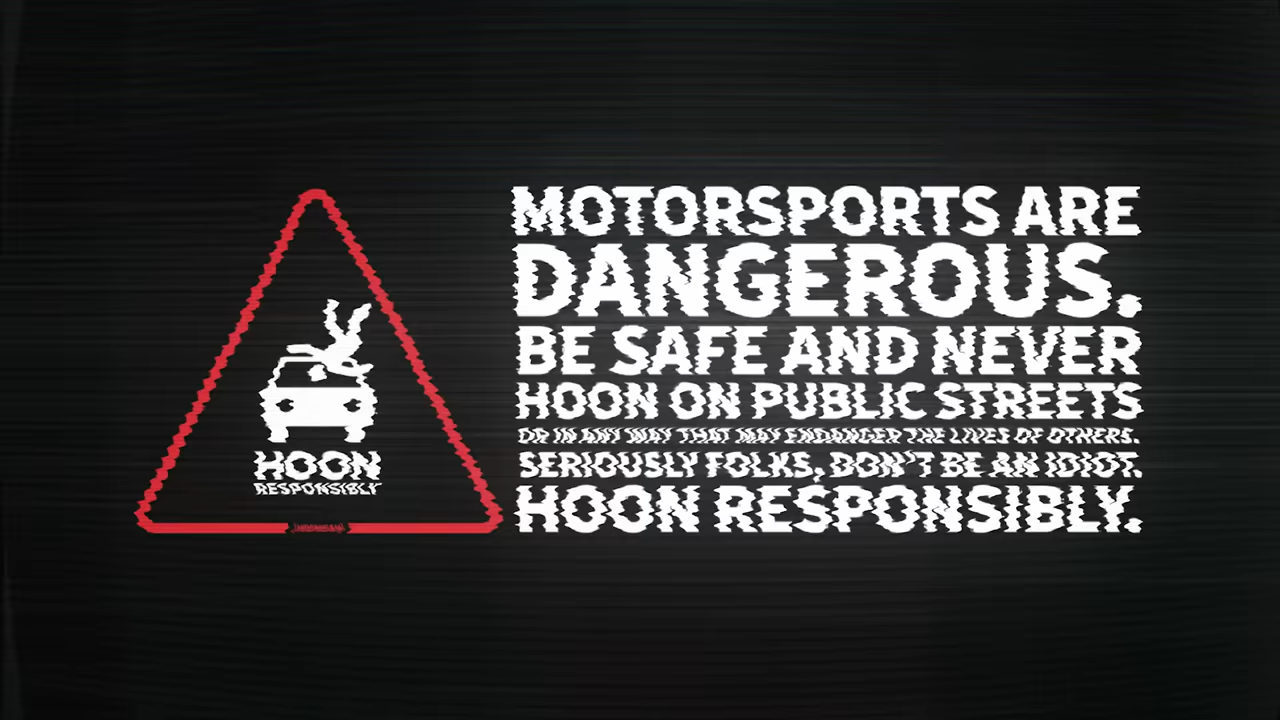 HOON
RESPONSIBLY
MOTORSPORTS ARE
DANGEROUS.
BE SAFE AND NEVER
HOON ON PUBLIC STREETS
OR IN ANY WAY THAT MAY ENDANGER THE LIVES OF OTHERS.
SERIOUSLY FOLKS, DON'T BE AN IDIOT.
HOON RESPONSIBLY.